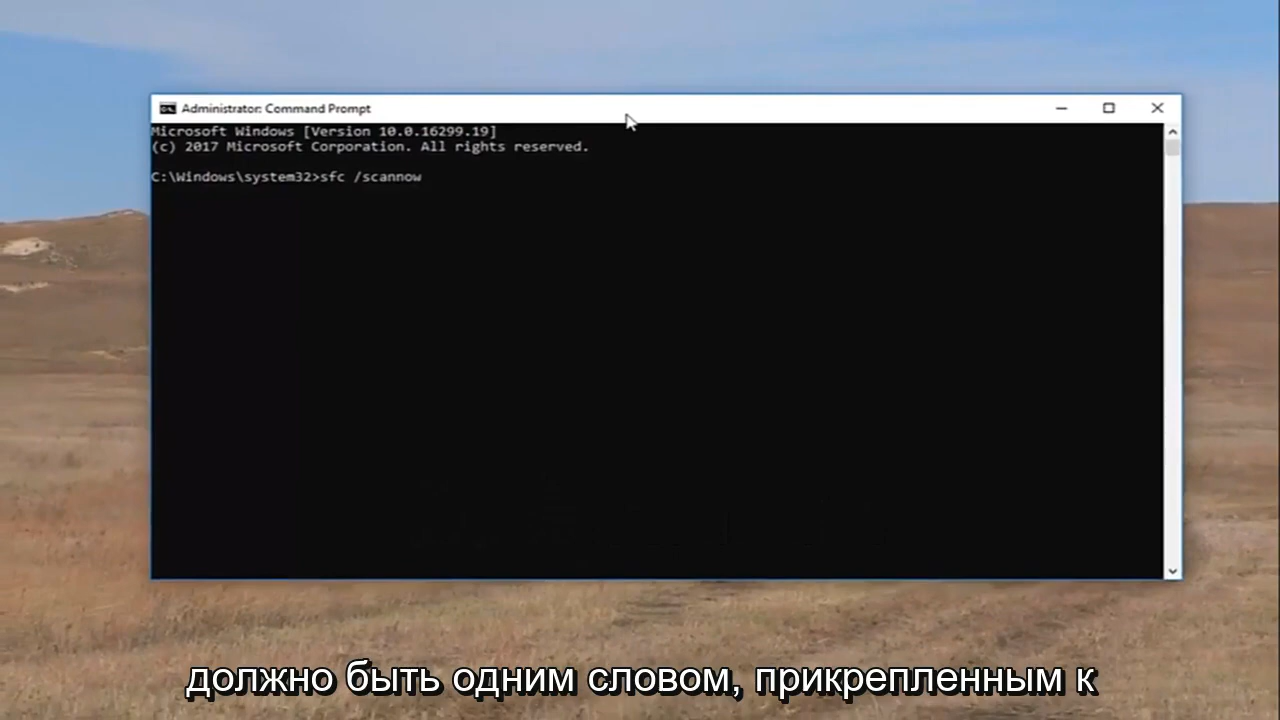 Administrator: Command Prompt
Microsoft Windows [Version 10.0.16299.19]
(c) 2017 Microsoft Corporation. All rights reserved.
C:\Windows\system32>sfc /scannow
должно быть одним словом, прикрепленным к